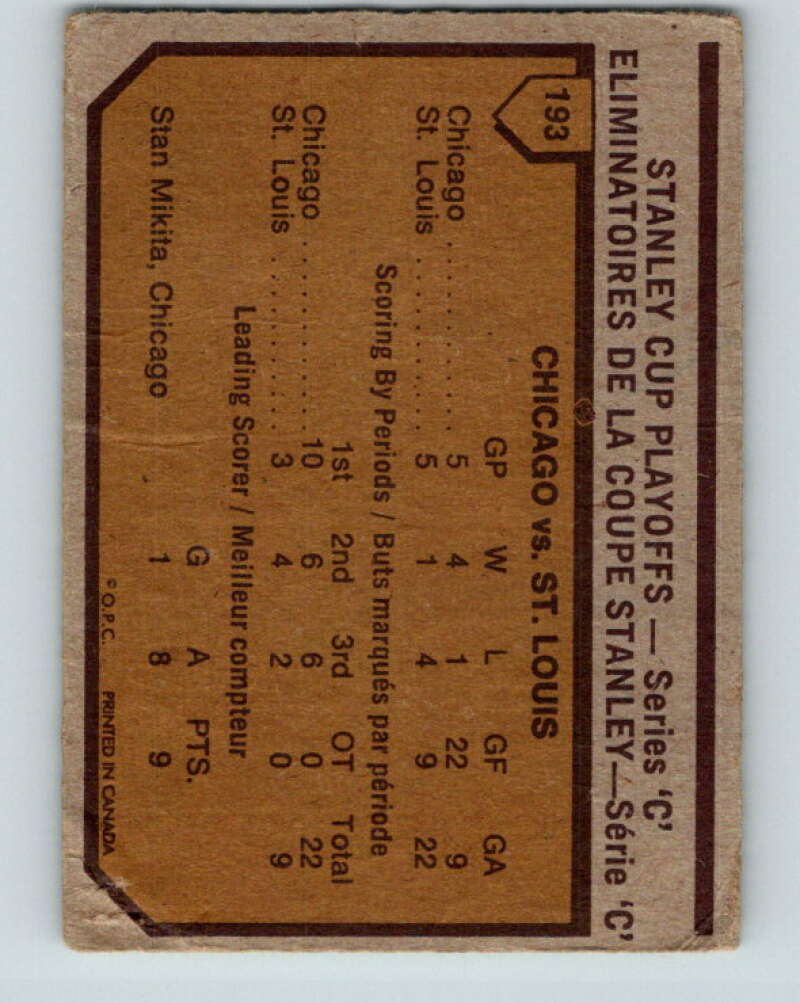 STANLEY CUP PLAYOFFS — Series 'C'
ELIMINATOIRES DE LA COUPE STANLEY—Série 'C'
193
CHICAGO vs. ST. LOUIS
GP W L GF GA
Chicago .......... 5 4 1 22 9
St. Louis .......... 5 1 4 9 22
Scoring By Periods / Buts marqués par période
1st 2nd 3rd OT Total
Chicago .......... 10 6 6 0 22
St. Louis .......... 3 4 2 0 9
Leading Scorer / Meilleur compteur
G A PTS.
Stan Mikita, Chicago 1 8 9
© O.P.C. PRINTED IN CANADA